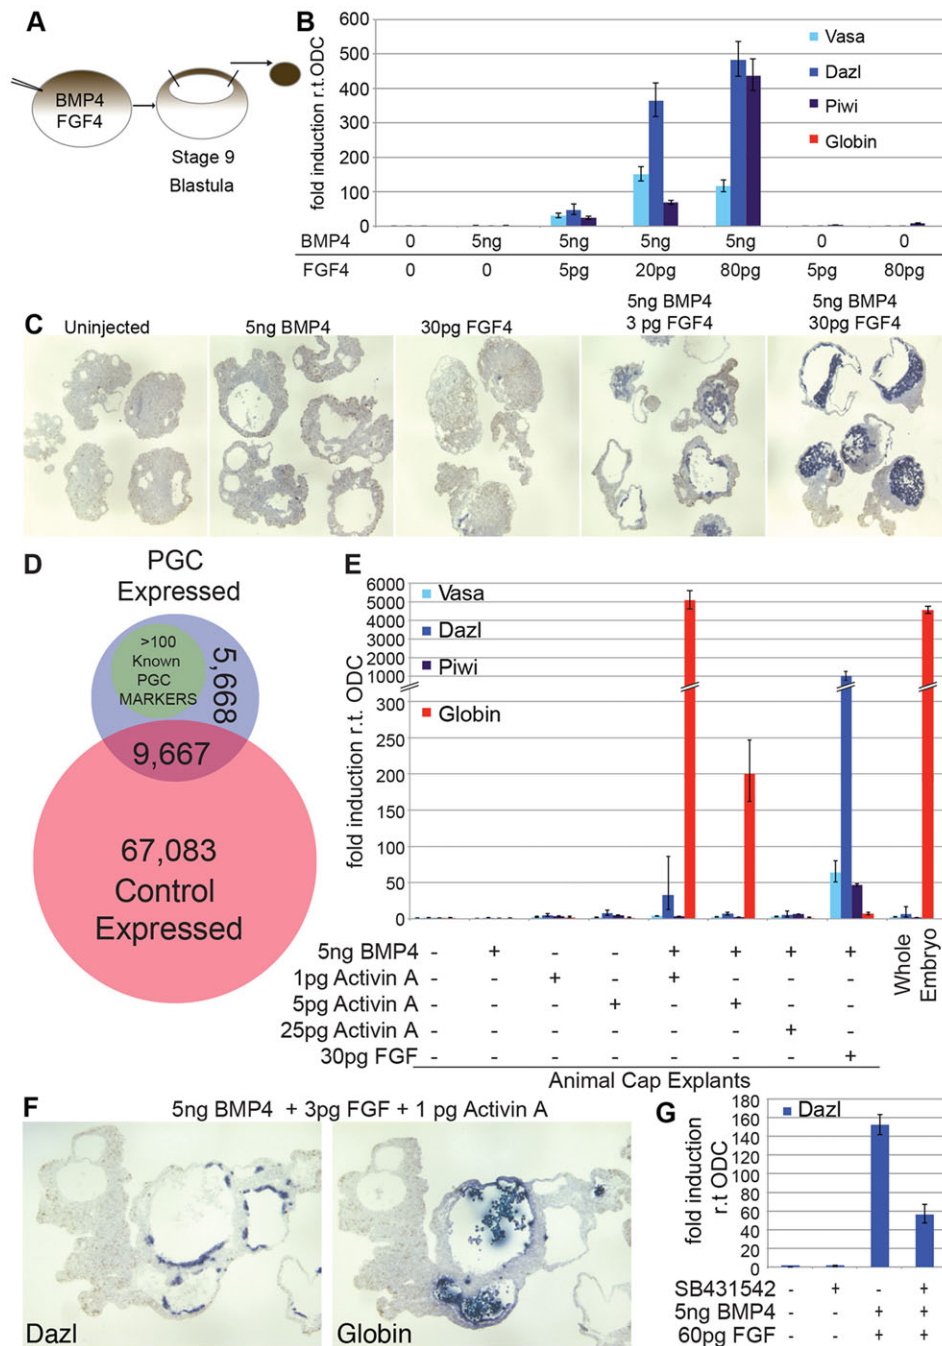 A
BMP4
FGF4
Stage 9
Blastula
B
fold induction r.t.ODC
600
500
400
300
200
100
0
Vasa
Dazl
Piwi
Globin
BMP4 0 5ng 5ng 5ng 5ng 0 0
FGF4 0 0 5pg 20pg 80pg 5pg 80pg
C
Uninjected
5ng BMP4
30pg FGF4
5ng BMP4
3 pg FGF4
5ng BMP4
30pg FGF4
D
PGC
Expressed
>100
Known
PGC
MARKERS
5,668
9,667
67,083
Control
Expressed
E
fold induction r.t. ODC
6000
5000
4000
3000
2000
1000
300
200
150
100
50
0
Vasa
Dazl
Piwi
Globin
5ng BMP4 - + - - + + + +
1pg Activin A - - + - + - - -
5pg Activin A - - - + - + - -
25pg Activin A - - - - - - + -
30pg FGF - - - - - - - +
Whole
Embryo
Animal Cap Explants
F
5ng BMP4 + 3pg FGF + 1 pg Activin A
Dazl
Globin
G
fold induction
r.t ODC
180
160
140
120
100
80
60
40
20
0
Dazl
SB431542 - + - +
5ng BMP4 - - + +
60pg FGF - - + +